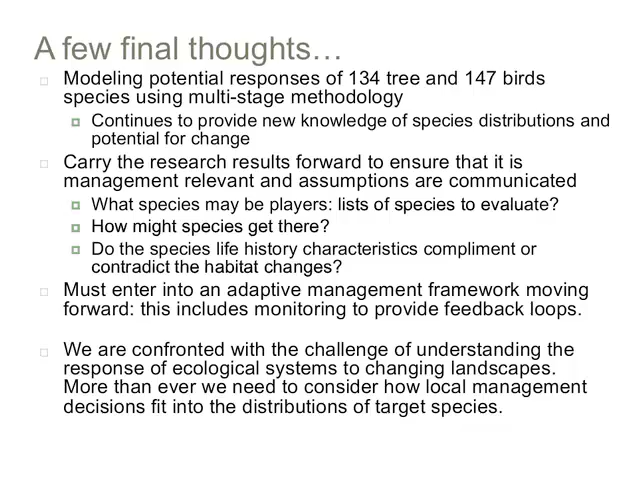 A few final thoughts…
Modeling potential responses of 134 tree and 147 birds
species using multi-stage methodology
Continues to provide new knowledge of species distributions and
potential for change
Carry the research results forward to ensure that it is
management relevant and assumptions are communicated
What species may be players: lists of species to evaluate?
How might species get there?
Do the species life history characteristics compliment or
contradict the habitat changes?
Must enter into an adaptive management framework moving
forward: this includes monitoring to provide feedback loops.
We are confronted with the challenge of understanding the
response of ecological systems to changing landscapes.
More than ever we need to consider how local management
decisions fit into the distributions of target species.